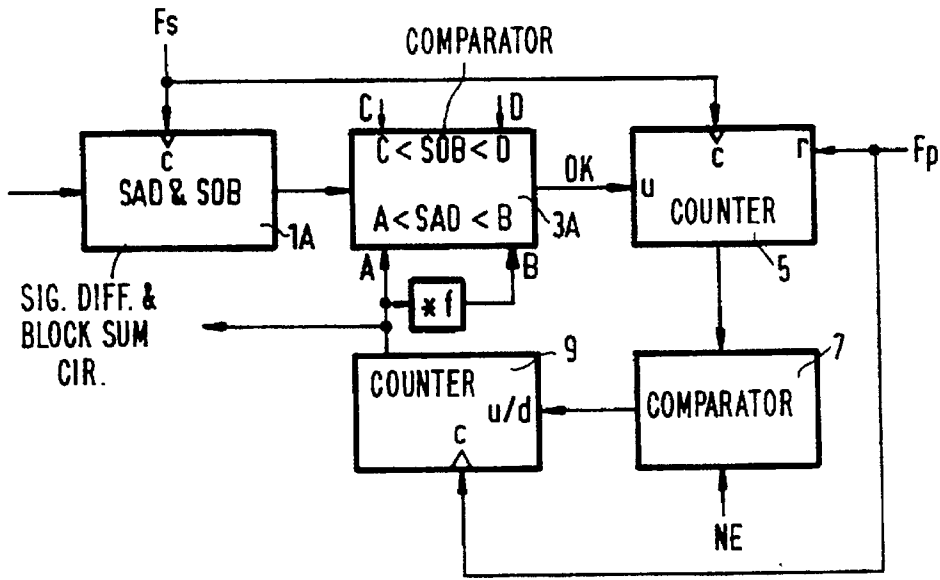 Fs
COMPARATOR
C
D
c
SAD & SOB
1A
C < SOB < D
A < SAD < B
3A
OK
c
r
u
COUNTER
5
Fp
SIG. DIFF. &
BLOCK SUM
CIR.
A
* f
B
9
COUNTER
u/d
c
7
COMPARATOR
NE